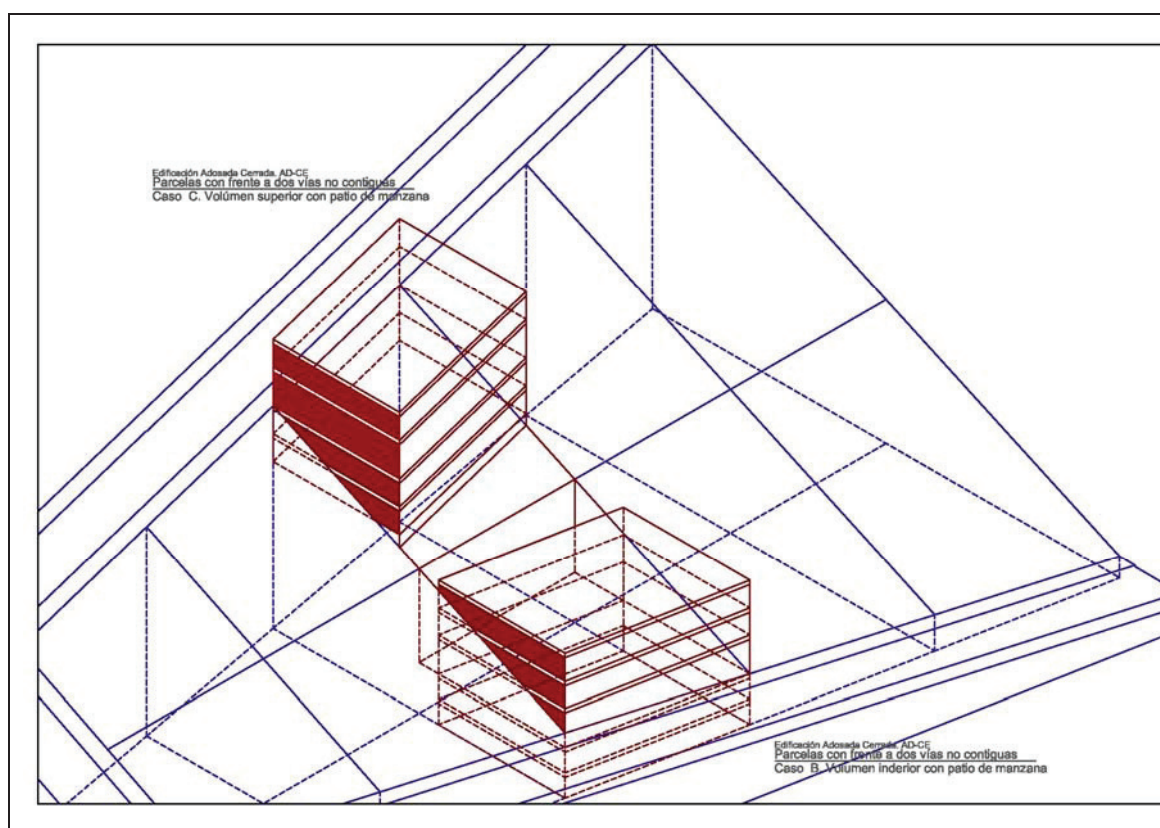 Edificación Adosada Cerrada. AD-CE
Parcelas con frente a dos vías no contiguas
Caso C. Volúmen superior con patio de manzana
Edificación Adosada Cerrada. AD-CE
Parcelas con frente a dos vías no contiguas
Caso B. Volúmen inderior con patio de manzana